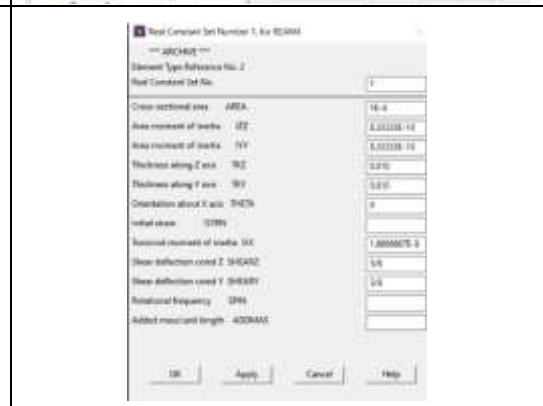 Real Constant Set Number 1, for BEAM4
*** ARCHIVE ***
Element Type Reference No. 2
Real Constant Set No. 1
Cross-sectional area AREA 1E-4
Area moment of inertia IZZ
Area moment of inertia IYY
Thickness along Z axis TKZ 0.010
Thickness along Y axis TKY 0.010
Orientation about X axis THETA 0
Initial strain ISTRN
Torsional moment of inertia IXX
Shear deflection const Z SHEARZ 5/6
Shear deflection const Y SHEARY 5/6
Rotational frequency SPIN
Added mass/unit length ADDMAS
OK Apply Cancel Help